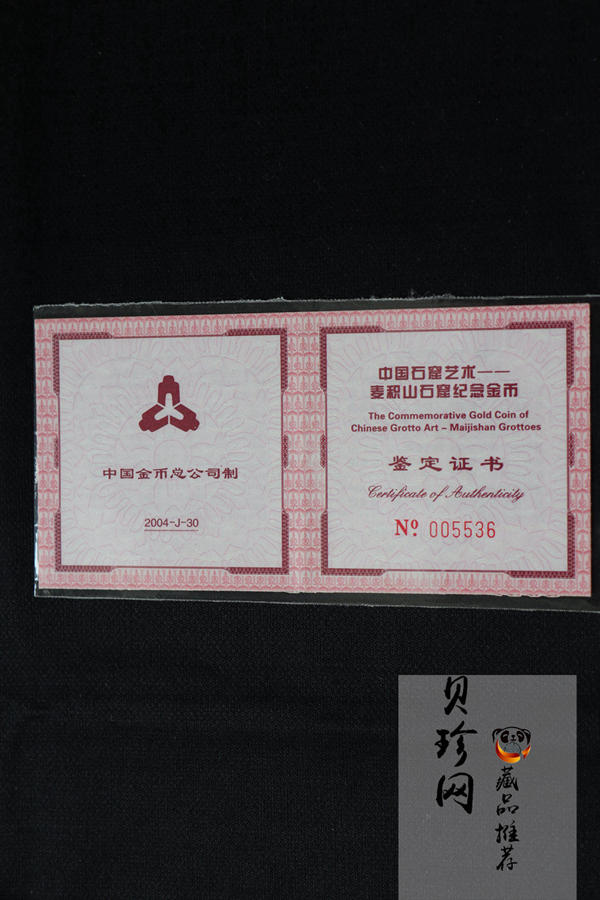 中国金币总公司制
2004-J-30
中国石窟艺术——
麦积山石窟纪念金币
The Commemorative Gold Coin of
Chinese Grotto Art – Maijishan Grottoes
鉴定证书
Certificate of Authenticity
Nº. 005536
贝珍网
藏品推荐